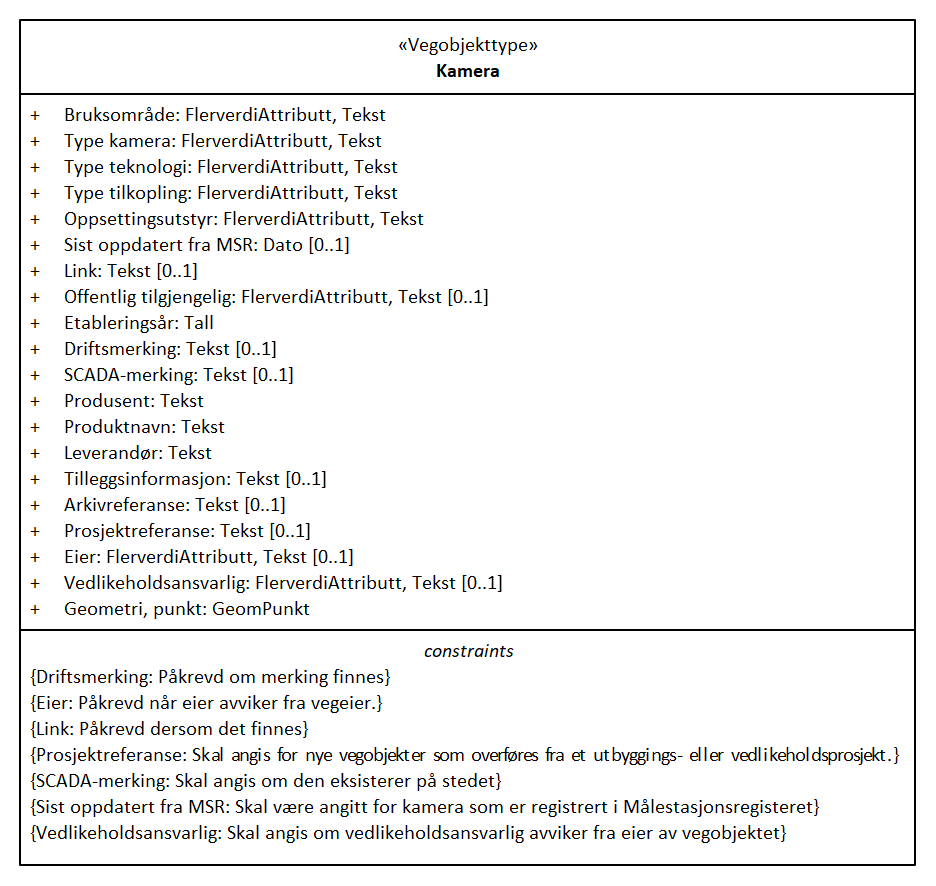 «Vegobjekttype»
Kamera
+ Bruksområde: FlerverdiAttributt, Tekst
+ Type kamera: FlerverdiAttributt, Tekst
+ Type teknologi: FlerverdiAttributt, Tekst
+ Type tilkopling: FlerverdiAttributt, Tekst
+ Oppsettingsutstyr: FlerverdiAttributt, Tekst
+ Sist oppdatert fra MSR: Dato [0..1]
+ Link: Tekst [0..1]
+ Offentlig tilgjengelig: FlerverdiAttributt, Tekst [0..1]
+ Etableringsår: Tall
+ Driftsmerking: Tekst [0..1]
+ SCADA-merking: Tekst [0..1]
+ Produsent: Tekst
+ Produktnavn: Tekst
+ Leverandør: Tekst
+ Tilleggsinformasjon: Tekst [0..1]
+ Arkivreferanse: Tekst [0..1]
+ Prosjektreferanse: Tekst [0..1]
+ Eier: FlerverdiAttributt, Tekst [0..1]
+ Vedlikeholdsansvarlig: FlerverdiAttributt, Tekst [0..1]
+ Geometri, punkt: GeomPunkt
constraints
{Driftsmerking: Påkrevd om merking finnes}
{Eier: Påkrevd når eier avviker fra vegeier.}
{Link: Påkrevd dersom det finnes}
{Prosjektreferanse: Skal angis for nye vegobjekter som overføres fra et utbyggings- eller vedlikeholdsprosjekt.}
{SCADA-merking: Skal angis om den eksisterer på stedet}
{Sist oppdatert fra MSR: Skal være angitt for kamera som er registrert i Målestasjonsregisteret}
{Vedlikeholdsansvarlig: Skal angis om vedlikeholdsansvarlig avviker fra eier av vegobjektet}